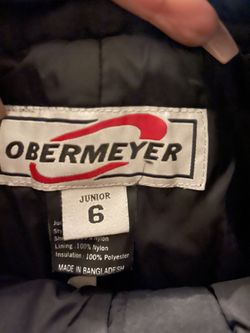 OBERMEYER
JUNIOR
6
Lining :100% Nylon
Insulation : 100% Polyester
MADE IN BANGLADESH